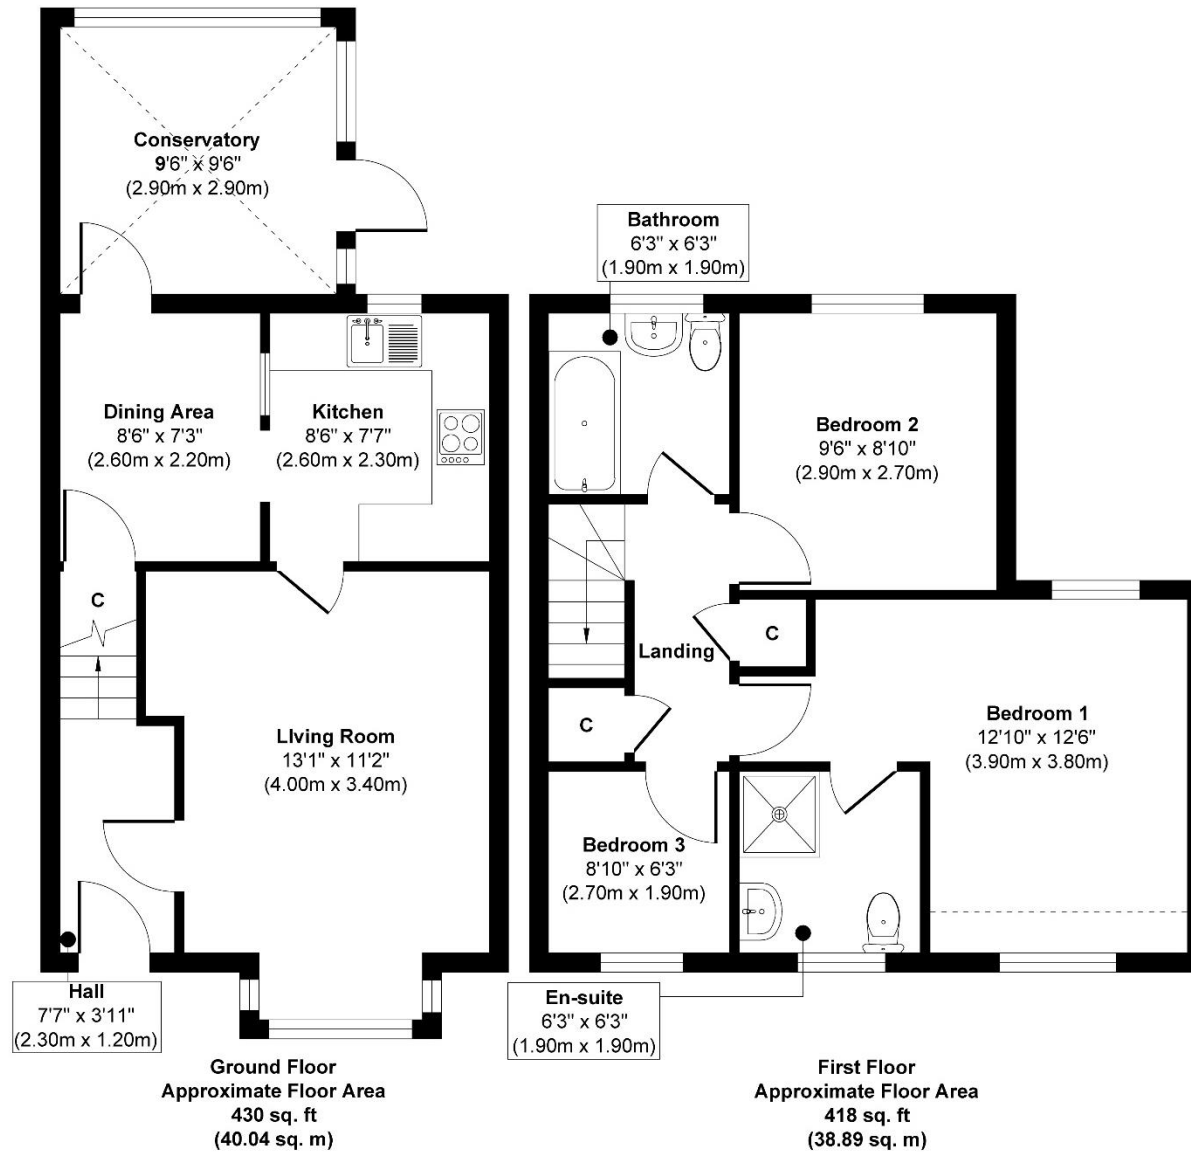 Conservatory
9'6" x 9'6"
(2.90m x 2.90m)
Bathroom
6'3" x 6'3"
(1.90m x 1.90m)
Dining Area
8'6" x 7'3"
(2.60m x 2.20m)
Kitchen
8'6" x 7'7"
(2.60m x 2.30m)
Bedroom 2
9'6" x 8'10"
(2.90m x 2.70m)
C
C
Landing
C
LIving Room
13'1" x 11'2"
(4.00m x 3.40m)
Bedroom 1
12'10" x 12'6"
(3.90m x 3.80m)
Bedroom 3
8'10" x 6'3"
(2.70m x 1.90m)
Hall
7'7" x 3'11"
(2.30m x 1.20m)
En-suite
6'3" x 6'3"
(1.90m x 1.90m)
Ground Floor
Approximate Floor Area
430 sq. ft
(40.04 sq. m)
First Floor
Approximate Floor Area
418 sq. ft
(38.89 sq. m)